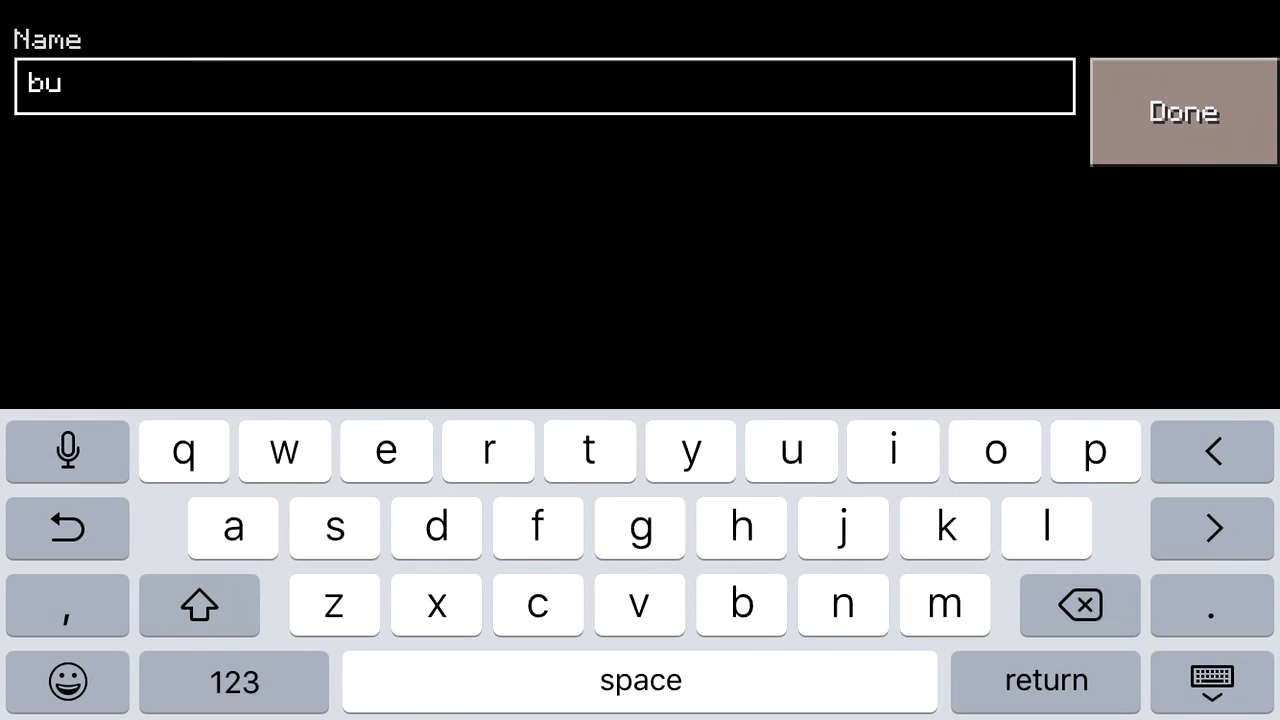 Name
bu
Done
q w e r t y u i o p
a s d f g h j k l
, z x c v b n m .
123 space return